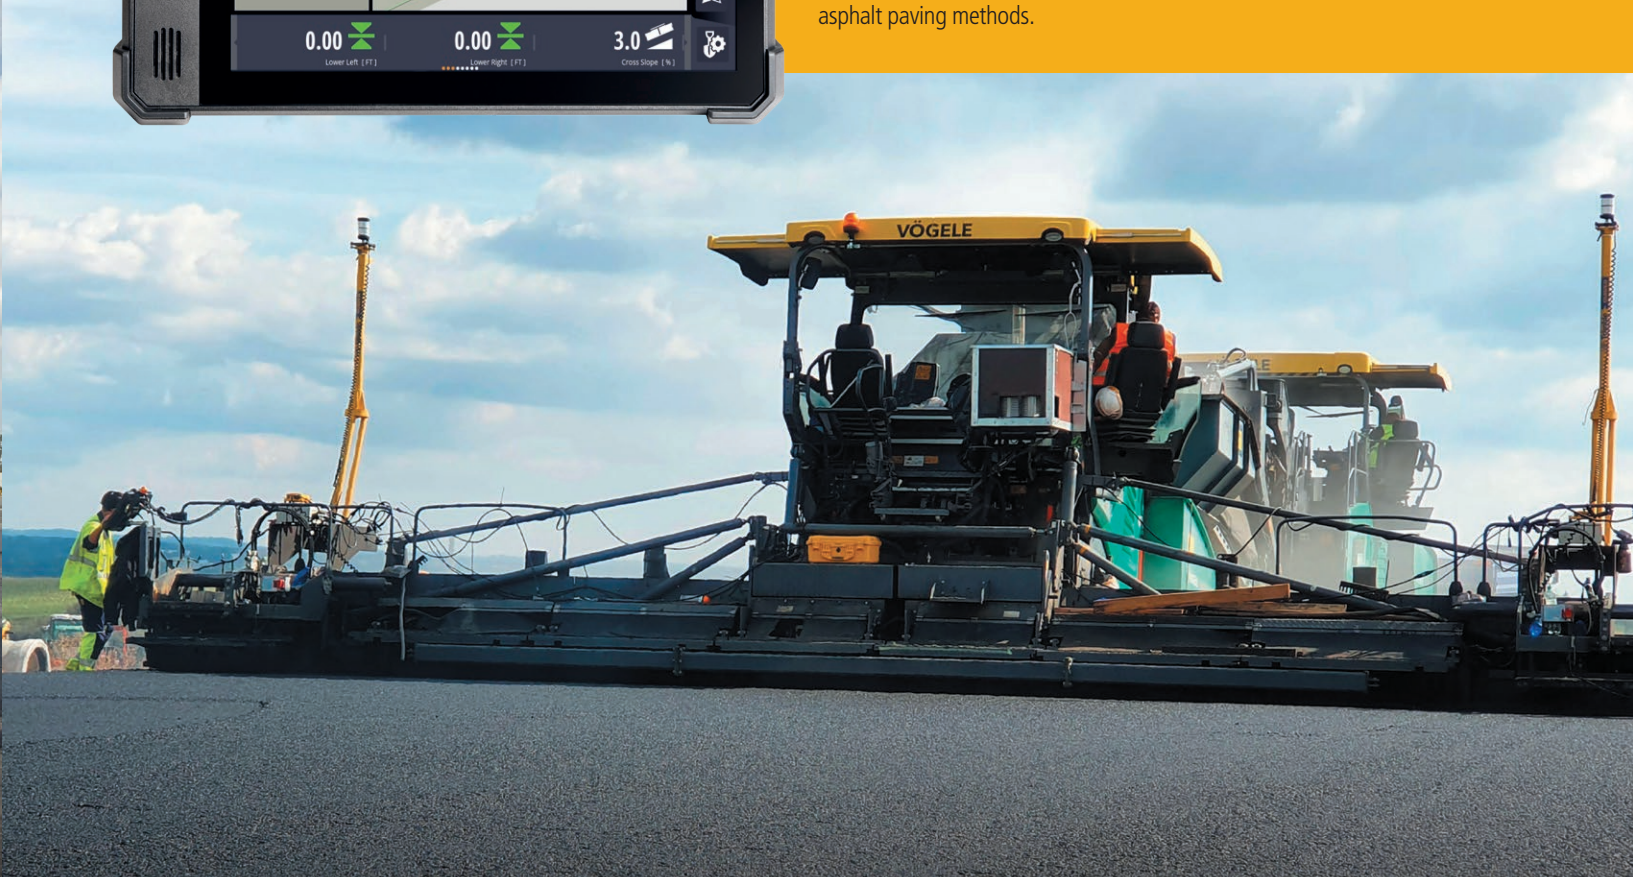 asphalt paving methods.
0.00
0.00
3.0
Lower Left [FT]
Lower Right [FT]
Cross Slope [%]
VÖGELE